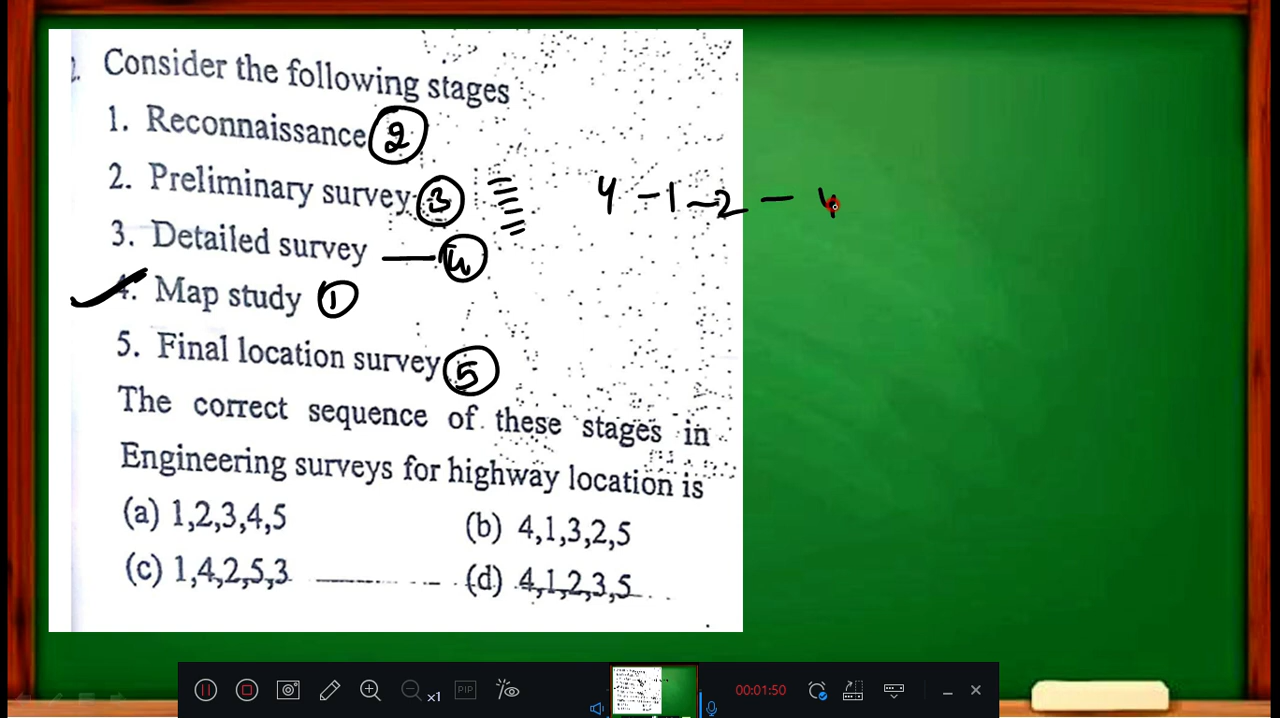 Consider the following stages
1. Reconnaissance 2
2. Preliminary survey 3
4 - 1 - 2 - 4
3. Detailed survey — 4
4. Map study 1
5. Final location survey 5
The correct sequence of these stages in
Engineering surveys for highway location is
(a) 1,2,3,4,5 (b) 4,1,3,2,5
(c) 1,4,2,5,3 (d) 4,1,2,3,5
x1 PIP 00:01:50